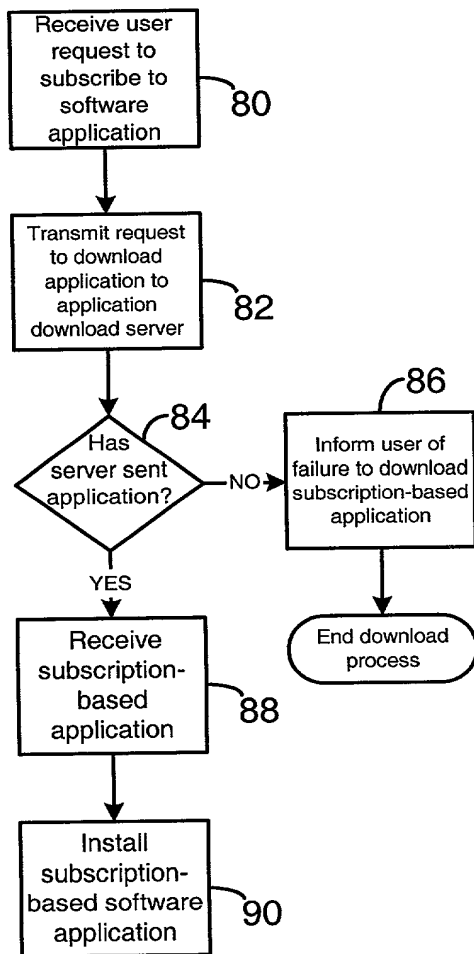 Receive user
request to
subscribe to
software
application
80
Transmit request
to download
application to
application
download server
82
84
Has
server sent
application?
NO
86
Inform user of
failure to download
subscription-based
application
End download
process
YES
Receive
subscription-
based
application
88
Install
subscription-
based software
application
90